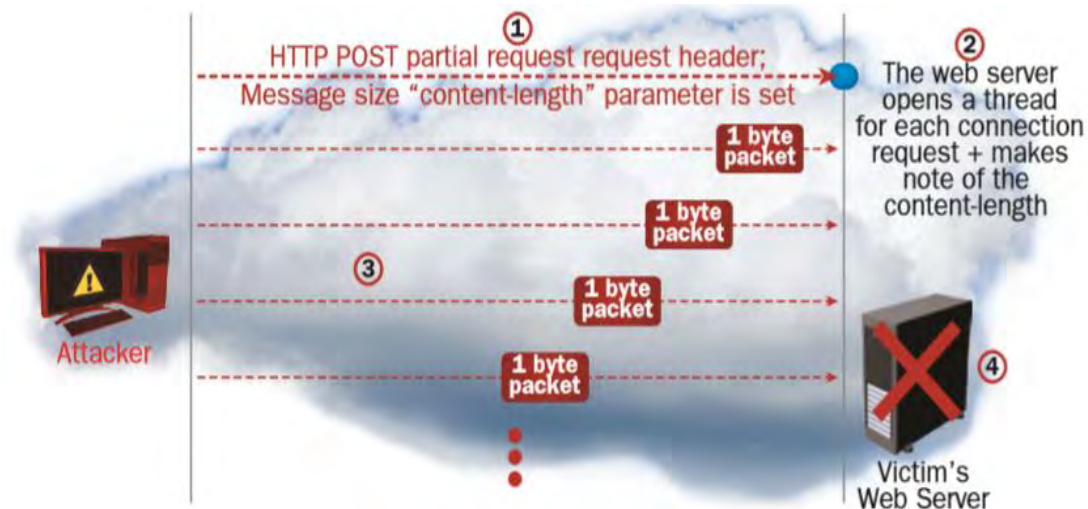 ①
HTTP POST partial request request header;
Message size “content-length” parameter is set
②
The web server
opens a thread
for each connection
request + makes
note of the
content-length
1 byte
packet
1 byte
packet
③
1 byte
packet
1 byte
packet
Attacker
④
Victim's
Web Server